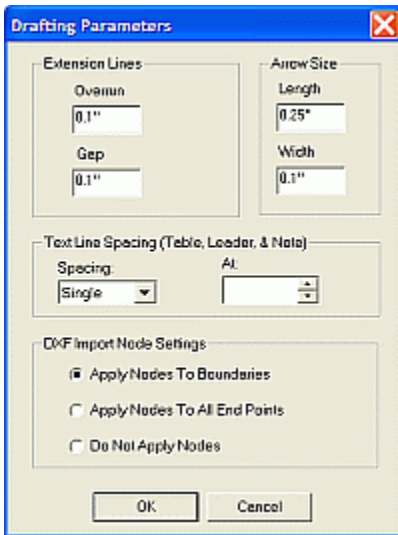 Drafting Parameters
Extension Lines
Overrun
0.1"
Gap
0.1"
Arrow Size
Length
0.25"
Width
0.1"
Text Line Spacing (Table, Leader, & Note)
Spacing:
Single
At:
DXF Import Node Settings
Apply Nodes To Boundaries
Apply Nodes To All End Points
Do Not Apply Nodes
OK
Cancel